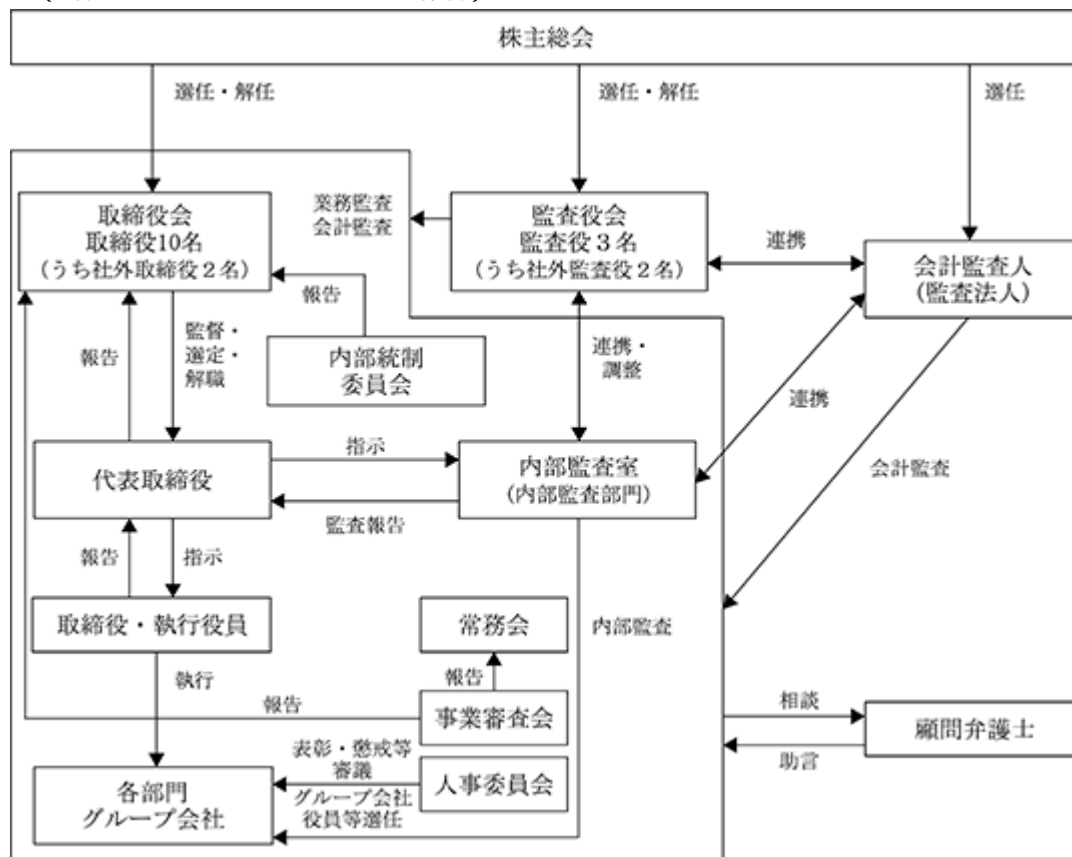 株主総会
選任・解任
選任・解任
選任
取締役会
取締役10名
(うち社外取締役2名)
業務監査
会計監査
監査役会
監査役3名
(うち社外監査役2名)
連携
会計監査人
(監査法人)
報告
内部統制
委員会
報告
監督・
選定・
解職
連携・
調整
連携
会計監査
代表取締役
指示
監査報告
内部監査室
(内部監査部門)
報告
指示
取締役・執行役員
常務会
内部監査
執行
報告
報告
事業審査会
相談
顧問弁護士
助言
表彰・懲戒等
審議
人事委員会
グループ会社
役員等選任
各部門
グループ会社